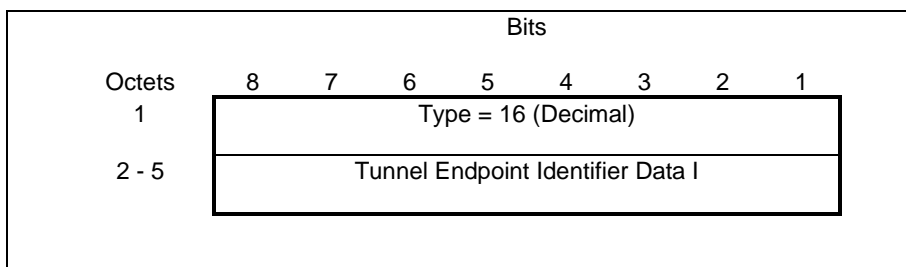 Bits
Octets 8 7 6 5 4 3 2 1
1 Type = 16 (Decimal)
2 - 5 Tunnel Endpoint Identifier Data I